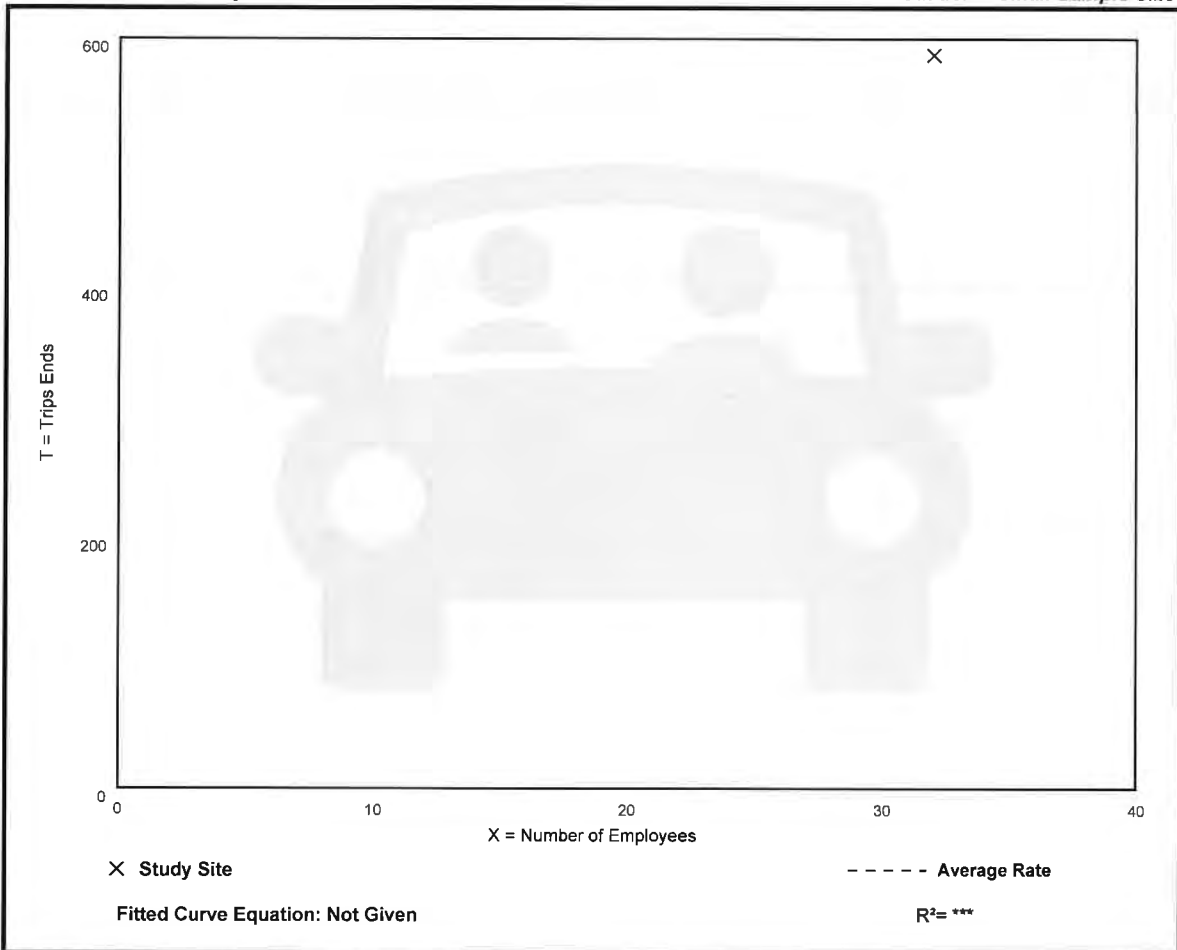 600
400
200
0
T = Trips Ends
0 10 20 30 40
X = Number of Employees
× Study Site
- - - - - Average Rate
Fitted Curve Equation: Not Given
R²= ***